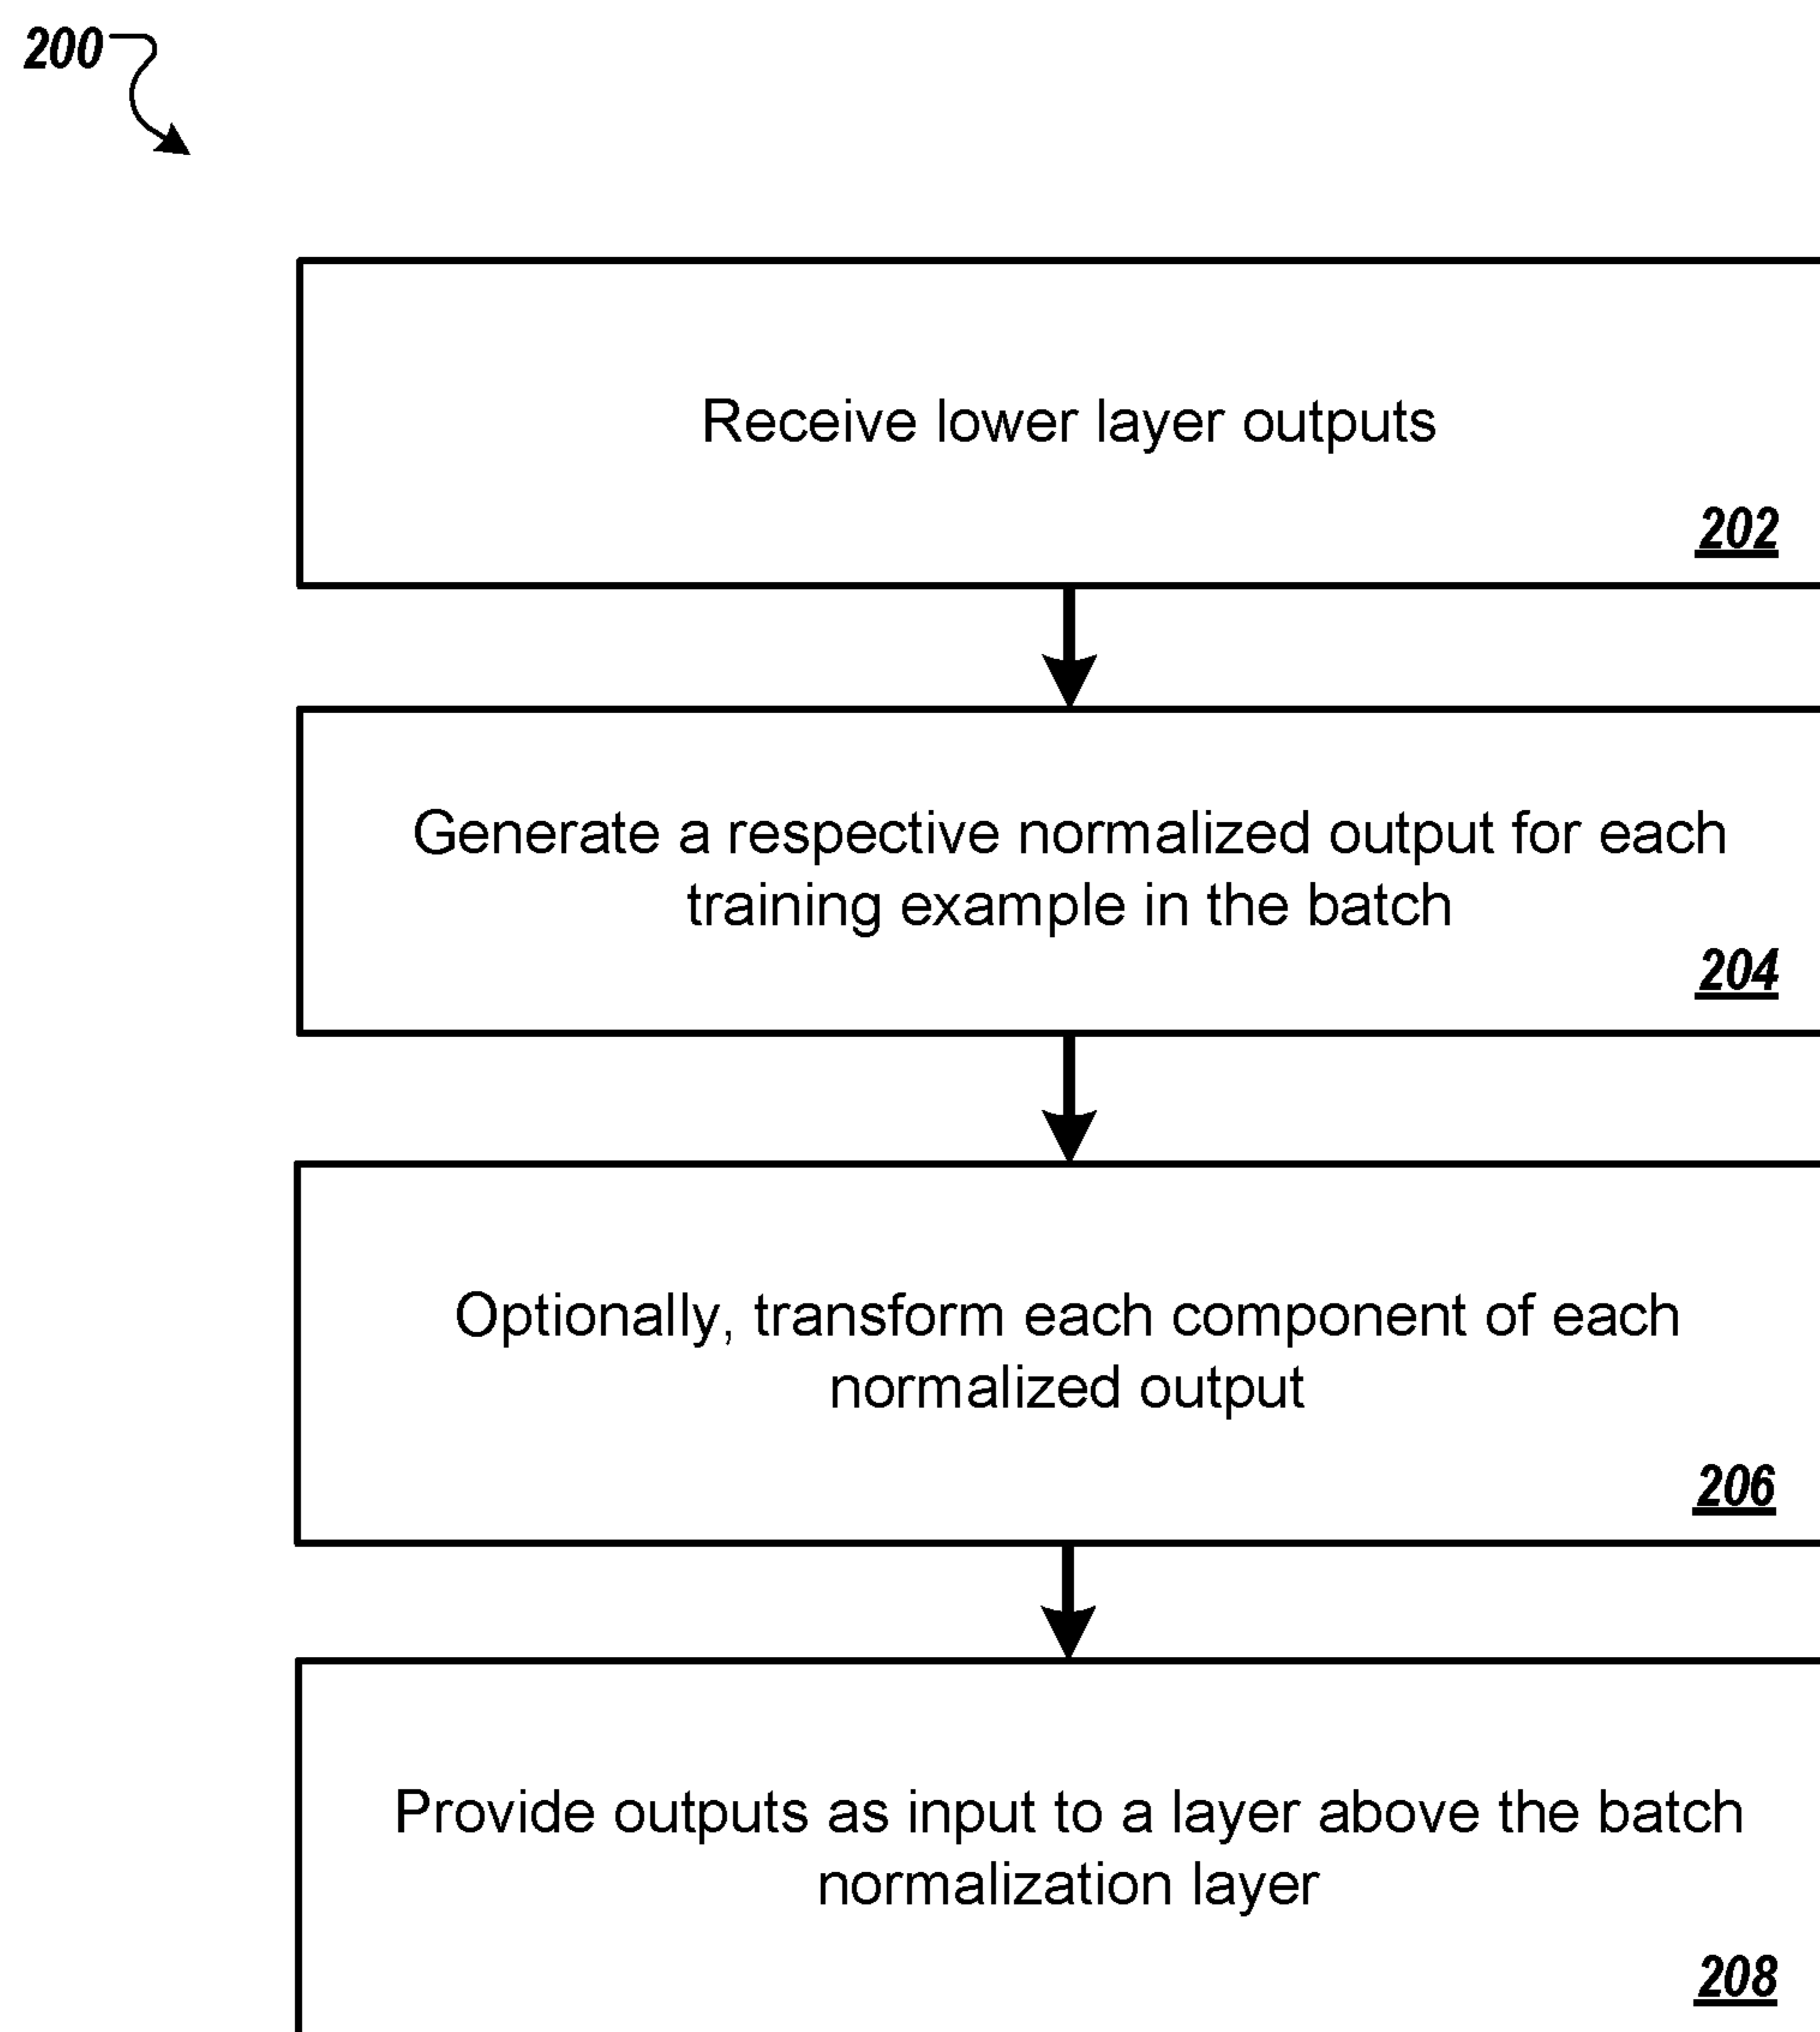 200
Receive lower layer outputs
202
Generate a respective normalized output for each
training example in the batch
204
Optionally, transform each component of each
normalized output
206
Provide outputs as input to a layer above the batch
normalization layer
208